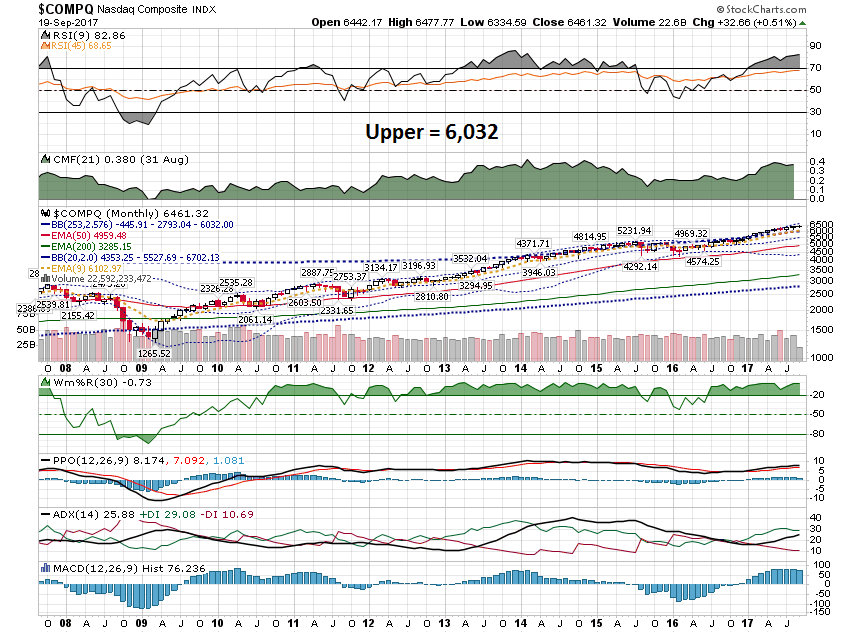 $COMPQ Nasdaq Composite INDX © StockCharts.com
19-Sep-2017 Open 6442.17 High 6477.77 Low 6334.59 Close 6461.32 Volume 22.6B Chg +32.66 (+0.51%)
RSI(9) 82.86
RSI(45) 68.65
90
70
50
30
10
Upper = 6,032
CMF(21) 0.380 (31 Aug)
0.4
0.3
0.2
0.1
0.0
$COMPQ (Monthly) 6461.32
BB(253,2.576) -445.91 - 2793.04 - 6032.00
EMA(50) 4959.48
EMA(200) 3285.15
BB(20,2.0) 4353.25 - 5527.69 - 6702.13
EMA(9) 6102.97
Volume 22,592,233,472
6500
6000
5500
5000
4500
4000
3500
3000
2500
2000
1500
1000
50B
25B
2539.81
2155.42
1265.52
2326.28
2535.28
2061.14
2887.75
2603.50
2753.37
2331.65
3134.17
3196.93
2810.80
3532.04
3294.95
4371.71
3946.03
4814.95
5231.94
4292.14
4969.32
4574.25
O 08 A J O 09 A J O 10 A J O 11 A J O 12 A J O 13 A J O 14 A J O 15 A J O 16 A J O 17 A J
Wm%R(30) -0.73
-20
-50
-80
PPO(12,26,9) 8.174, 7.092, 1.081
10
5
0
-5
-10
ADX(14) 25.88 +DI 29.08 -DI 10.69
40
30
20
10
MACD(12,26,9) Hist 76.236
100
50
0
-50
-100
O 08 A J O 09 A J O 10 A J O 11 A J O 12 A J O 13 A J O 14 A J O 15 A J O 16 A J O 17 A J